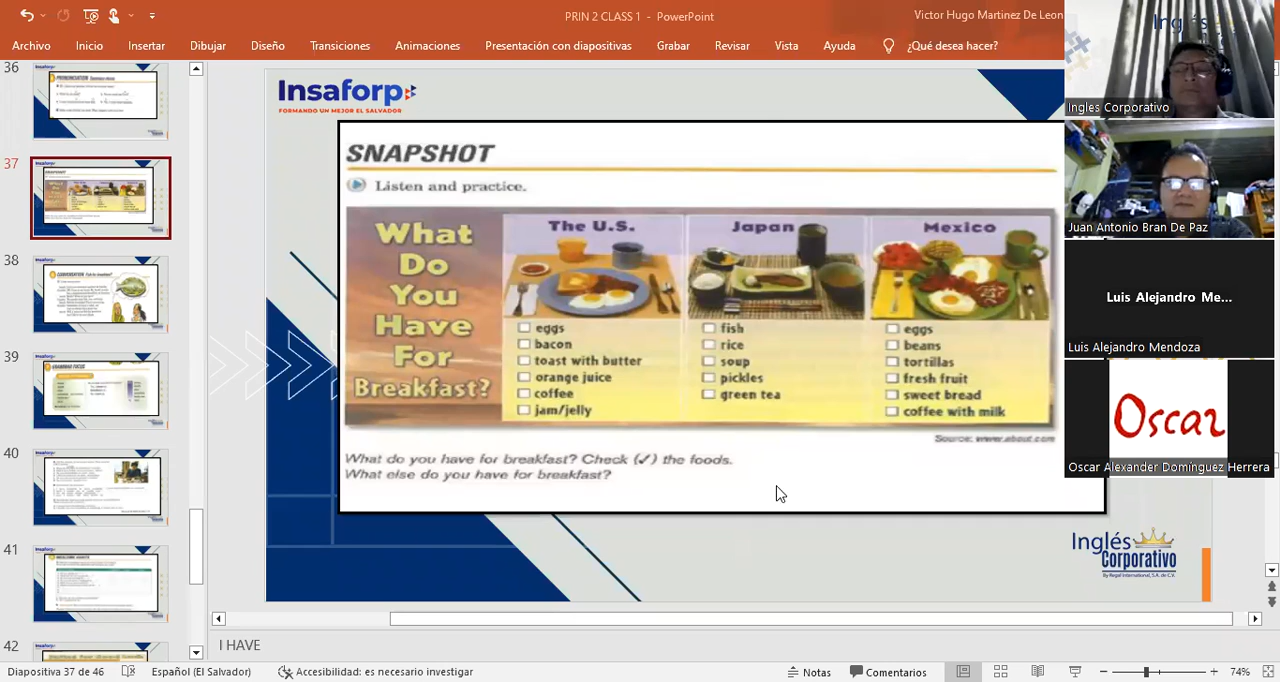 PRIN 2 CLASS 1 - PowerPoint
Victor Hugo Martinez De Leon
Archivo Inicio Insertar Dibujar Diseño Transiciones Animaciones Presentación con diapositivas Grabar Revisar Vista Ayuda ¿Qué desea hacer?
36
37
38
39
40
41
42
Insaforp
FORMANDO UN MEJOR EL SALVADOR
SNAPSHOT
Listen and practice.
What
Do
You
Have
For
Breakfast?
The U.S.
eggs
bacon
toast with butter
orange juice
coffee
jam/jelly
Japan
fish
rice
soup
pickles
green tea
Mexico
eggs
beans
tortillas
fresh fruit
sweet bread
coffee with milk
Source: www.about.com
What do you have for breakfast? Check (✓) the foods.
What else do you have for breakfast?
Inglés
Corporativo
By Regal International, S.A. de C.V.
Ingles Corporativo
Juan Antonio Bran De Paz
Luis Alejandro Me...
Luis Alejandro Mendoza
Oscar
Oscar Alexander Domínguez Herrera
I HAVE
Diapositiva 37 de 46 Español (El Salvador) Accesibilidad: es necesario investigar Notas Comentarios 74%